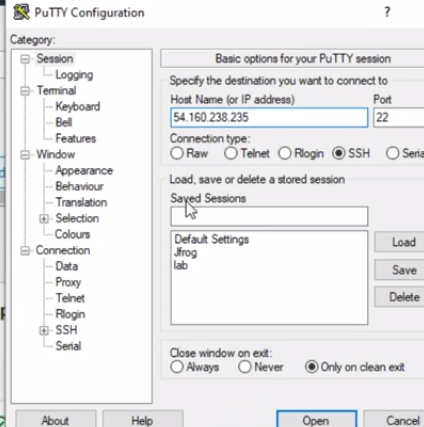 PuTTY Configuration ?
Category:
Session
Logging
Terminal
Keyboard
Bell
Features
Window
Appearance
Behaviour
Translation
Selection
Colours
Connection
Data
Proxy
Telnet
Rlogin
SSH
Serial
Basic options for your PuTTY session
Specify the destination you want to connect to
Host Name (or IP address) Port
54.160.238.235 22
Connection type:
Raw Telnet Rlogin SSH Seria
Load, save or delete a stored session
Saved Sessions
Default Settings
Jfrog
lab
Load
Save
Delete
Close window on exit:
Always Never Only on clean exit
About Help Open Cancel